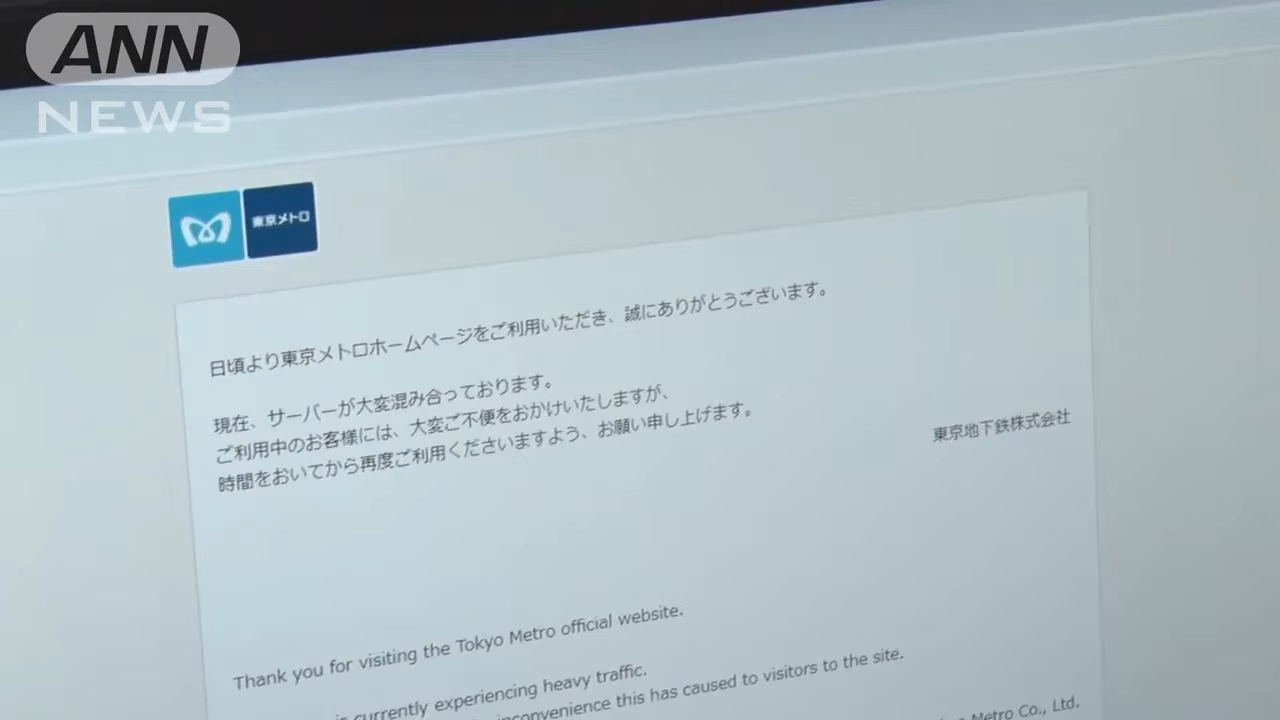 ANN
NEWS
東京メトロ
日頃より東京メトロホームページをご利用いただき、誠にありがとうございます。
現在、サーバーが大変混み合っております。
ご利用中のお客様には、大変ご不便をおかけいたしますが、
時間をおいてから再度ご利用くださいますよう、お願い申し上げます。
東京地下鉄株式会社
Thank you for visiting the Tokyo Metro official website.
currently experiencing heavy traffic.
inconvenience this has caused to visitors to the site.
Metro Co., Ltd.